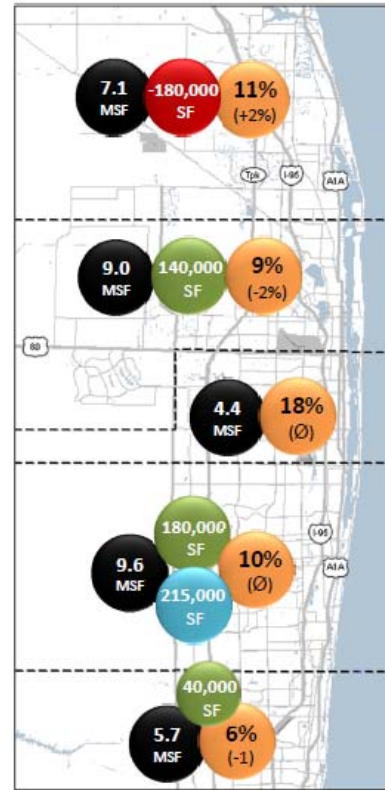 7.1
MSF
-180,000
SF
11%
(+2%)
Tpk
I-95
A1A
9.0
MSF
140,000
SF
9%
(-2%)
80
4.4
MSF
18%
(Ø)
180,000
SF
9.6
MSF
10%
(Ø)
I-95
A1A
215,000
SF
40,000
SF
5.7
MSF
6%
(-1)